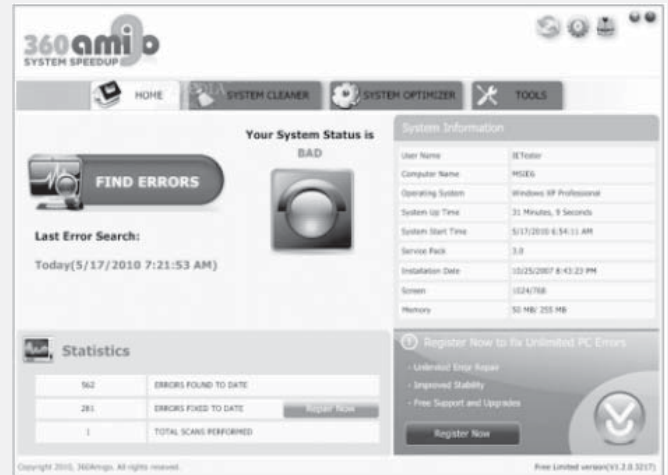 360amigo
SYSTEM SPEEDUP
HOME
SYSTEM CLEANER
SYSTEM OPTIMIZER
TOOLS
FIND ERRORS
Last Error Search:
Today(5/17/2010 7:21:53 AM)
Your System Status is
BAD
System Information
User Name IETester
Computer Name MSIE6
Operating System Windows XP Professional
System Up Time 31 Minutes, 9 Seconds
System Start Time 5/17/2010 6:54:11 AM
Service Pack 3.0
Installation Date 10/25/2007 8:43:23 PM
Screen 1024/768
Memory 50 MB/ 255 MB
Statistics
562 ERRORS FOUND TO DATE
281 ERRORS FIXED TO DATE Repair Now
1 TOTAL SCANS PERFORMED
Register Now to fix Unlimited PC Errors
- Unlimited Error Repair
- Improved Stability
- Free Support and Upgrades
Register Now
Copyright 2010, 360Amigo. All rights reserved.
Free Limited version(V1.2.0.3217)